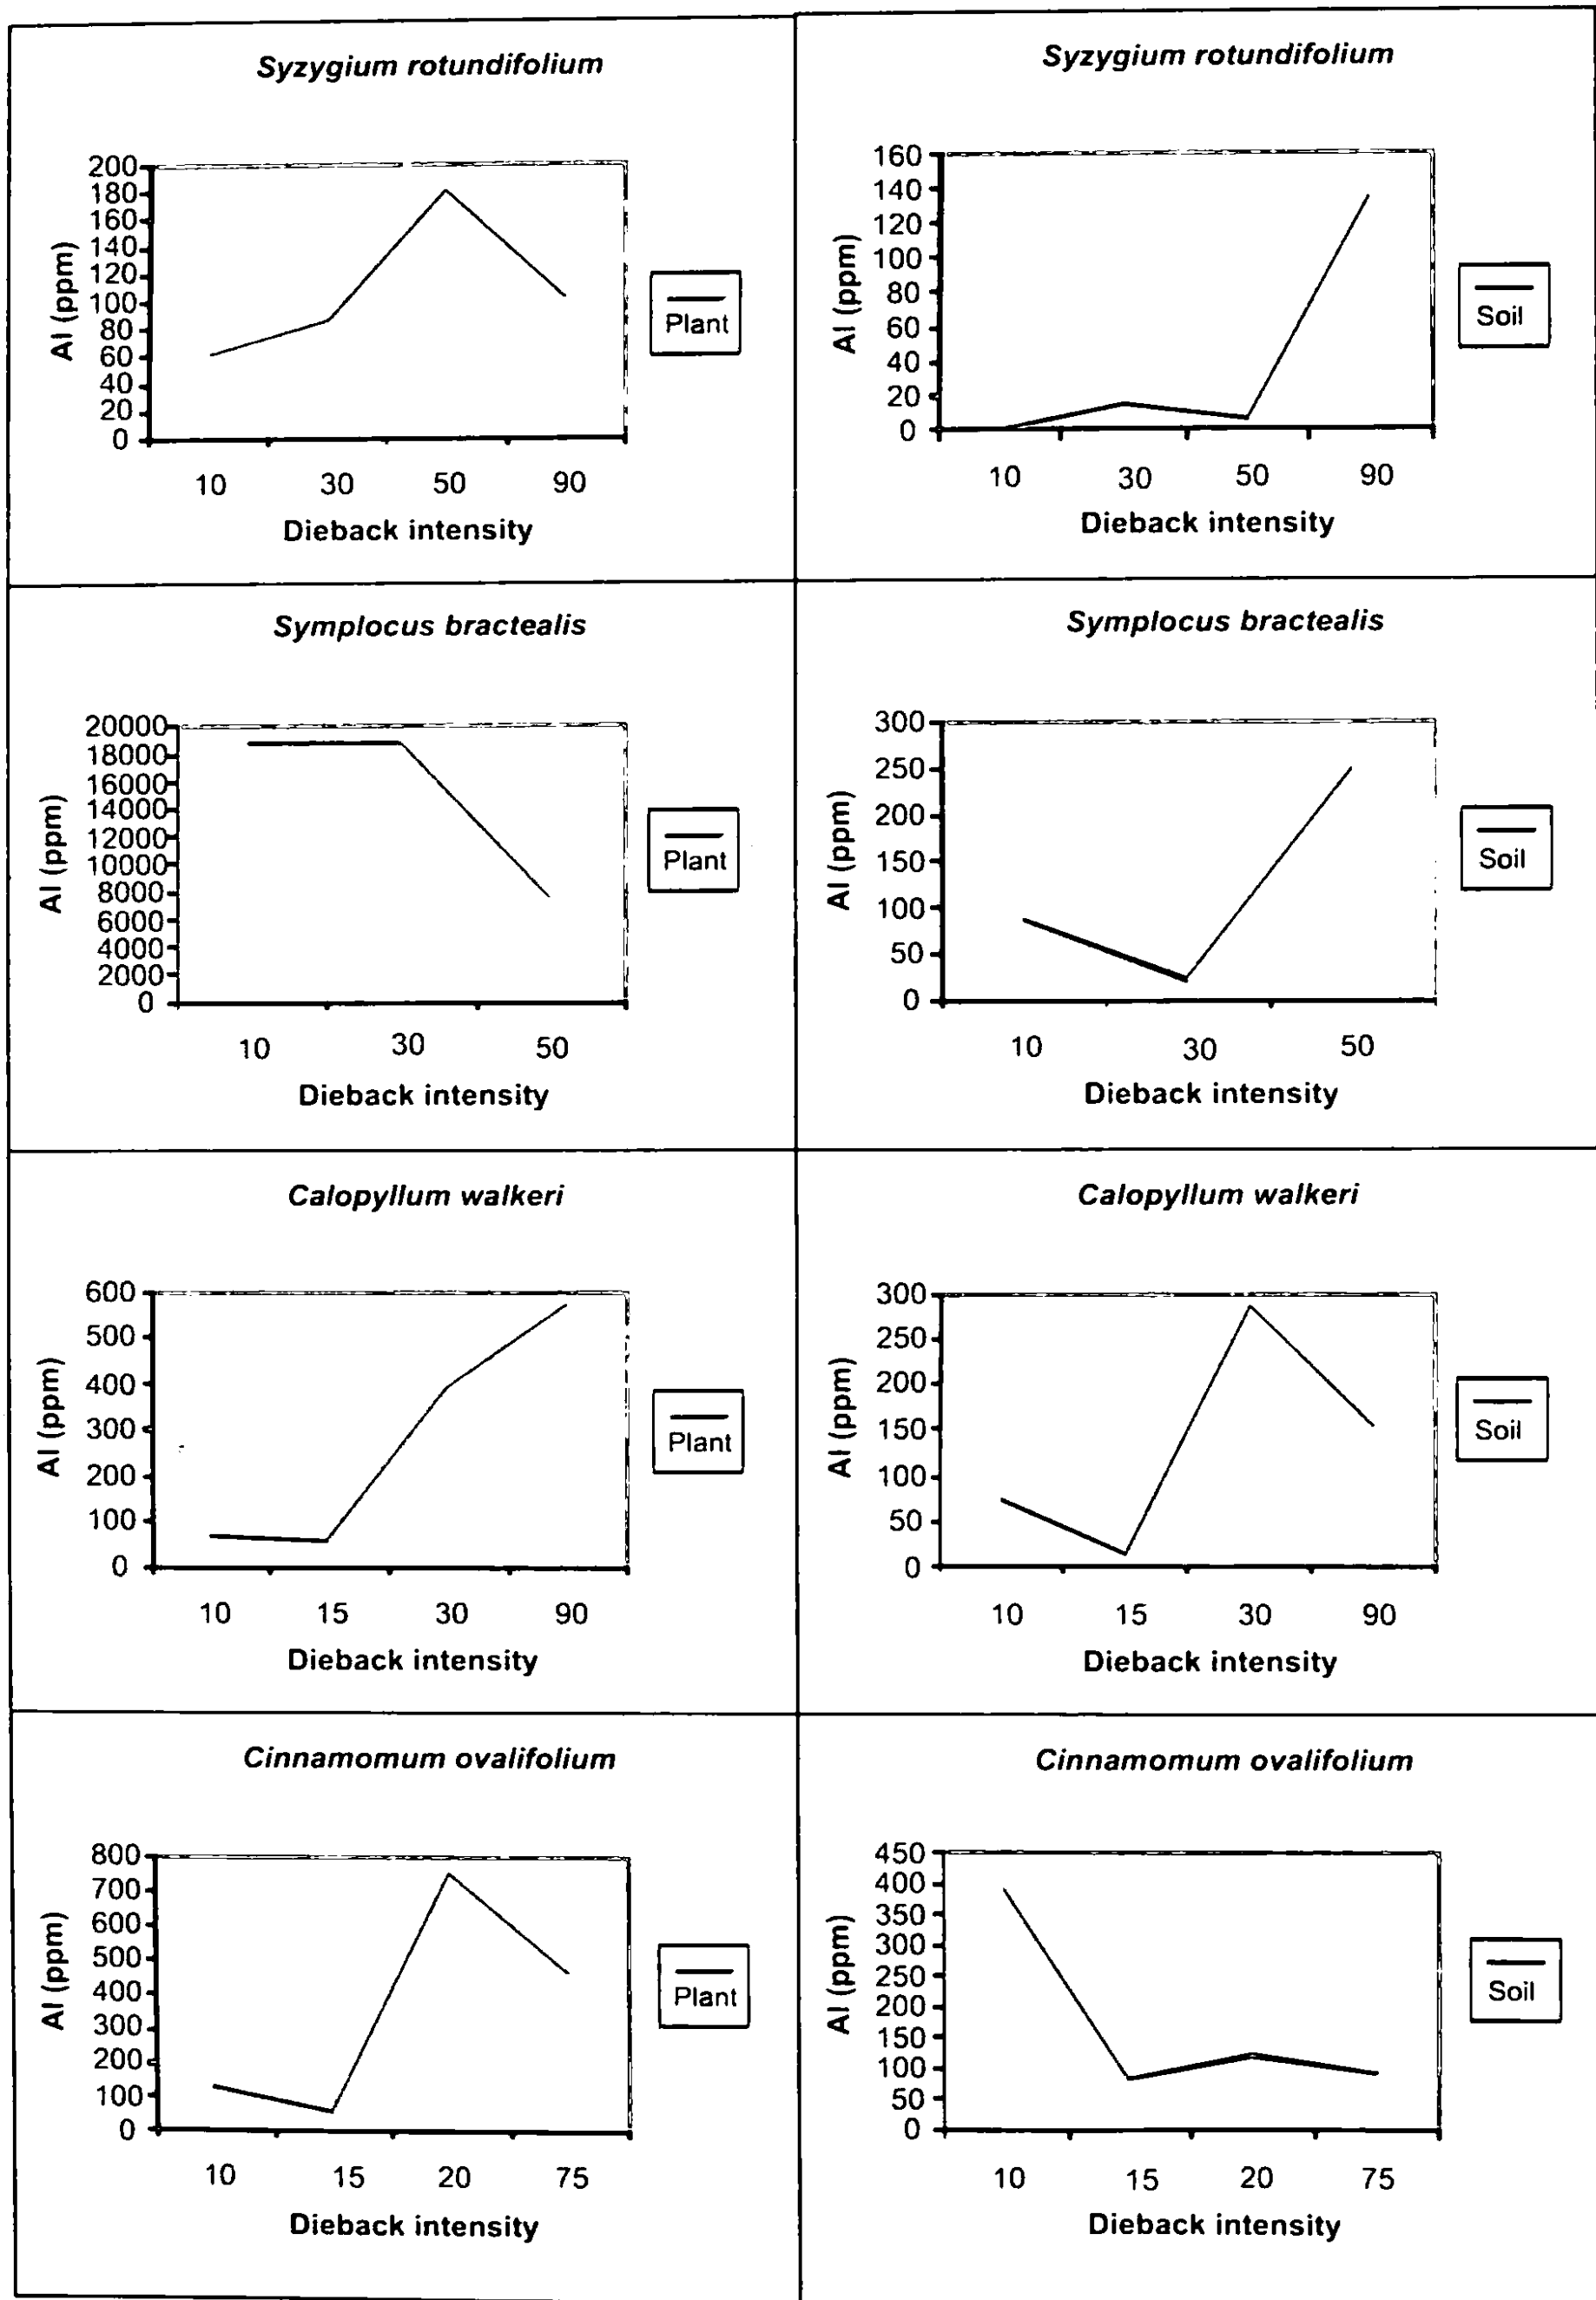 Syzygium rotundifolium
200
180
160
140
120
100
80
60
40
20
0
Al (ppm)
10 30 50 90
Dieback intensity
Plant
Syzygium rotundifolium
160
140
120
100
80
60
40
20
0
Al (ppm)
10 30 50 90
Dieback intensity
Soil
Symplocus bractealis
20000
18000
16000
14000
12000
10000
8000
6000
4000
2000
0
Al (ppm)
10 30 50
Dieback intensity
Plant
Symplocus bractealis
300
250
200
150
100
50
0
Al (ppm)
10 30 50
Dieback intensity
Soil
Calopyllum walkeri
600
500
400
300
200
100
0
Al (ppm)
10 15 30 90
Dieback intensity
Plant
Calopyllum walkeri
300
250
200
150
100
50
0
Al (ppm)
10 15 30 90
Dieback intensity
Soil
Cinnamomum ovalifolium
800
700
600
500
400
300
200
100
0
Al (ppm)
10 15 20 75
Dieback intensity
Plant
Cinnamomum ovalifolium
450
400
350
300
250
200
150
100
50
0
Al (ppm)
10 15 20 75
Dieback intensity
Soil